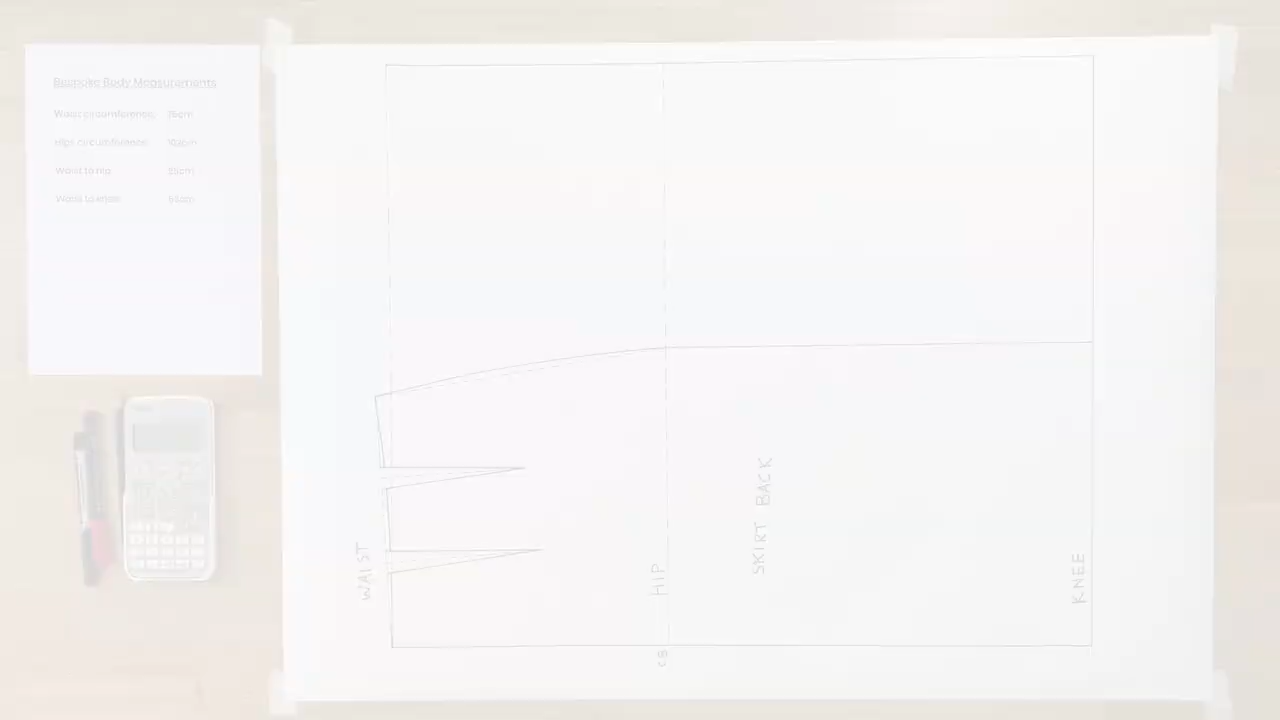 Bespoke Body Measurements
Waist circumference:
Hips circumference:
Waist to hip:
Waist to knee:
WAIST
HIP
SKIRT BACK
KNEE
CB